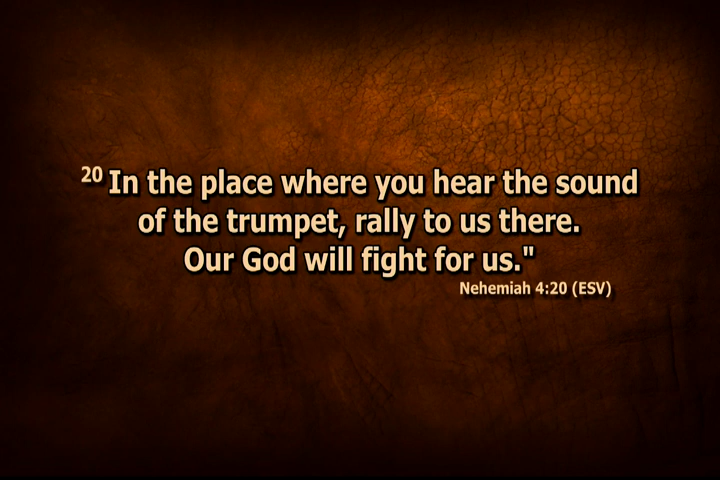 20 In the place where you hear the sound
of the trumpet, rally to us there.
Our God will fight for us."
Nehemiah 4:20 (ESV)